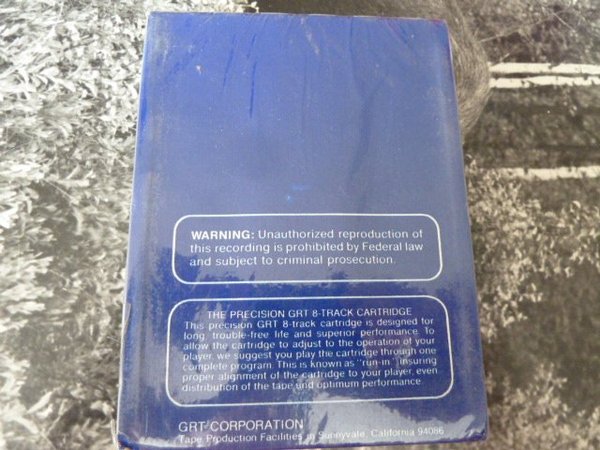 WARNING: Unauthorized reproduction of
this recording is prohibited by Federal law
and subject to criminal prosecution.
THE PRECISION GRT 8-TRACK CARTRIDGE
This precision GRT 8-track cartridge is designed for
long, trouble-free life and superior performance. To
allow the cartridge to adjust to the operation of your
player, we suggest you play the cartridge through one
complete program. This is known as "run-in," insuring
proper alignment of the cartridge to your player, even
distribution of the tape and optimum performance.
GRT CORPORATION
Tape Production Facilities in Sunnyvale, California 94086